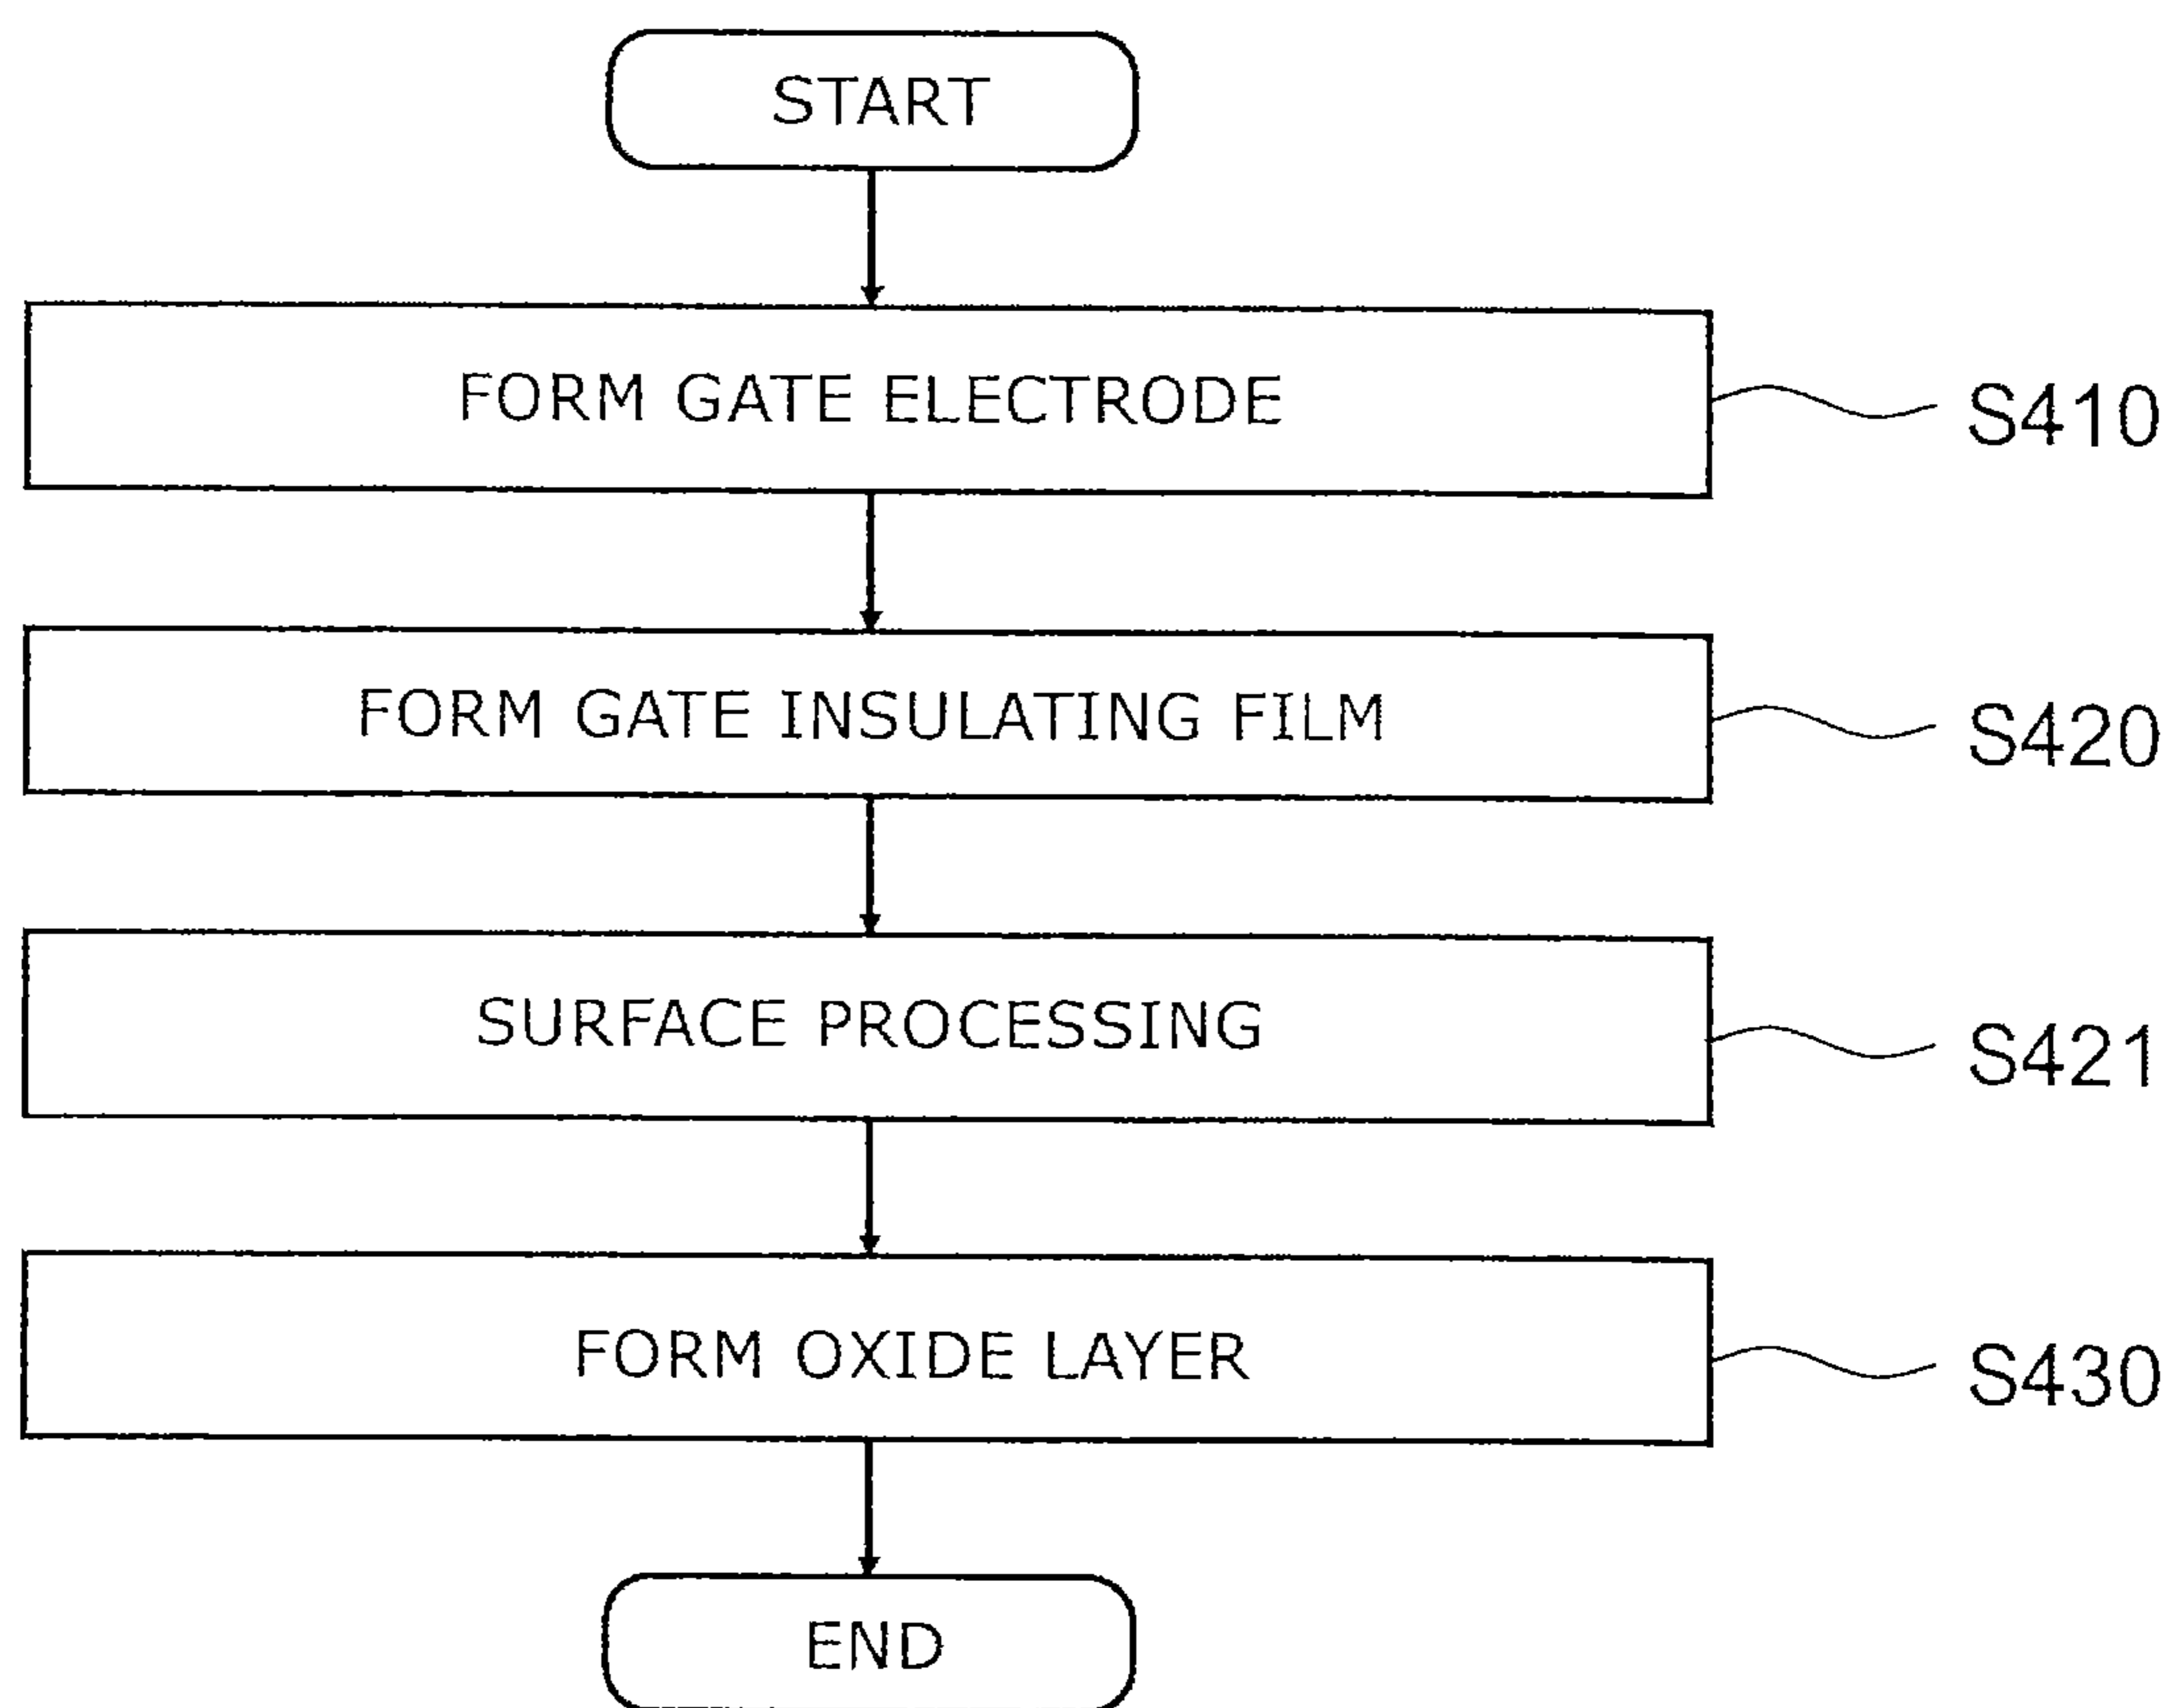 START
FORM GATE ELECTRODE
S410
FORM GATE INSULATING FILM
S420
SURFACE PROCESSING
S421
FORM OXIDE LAYER
S430
END